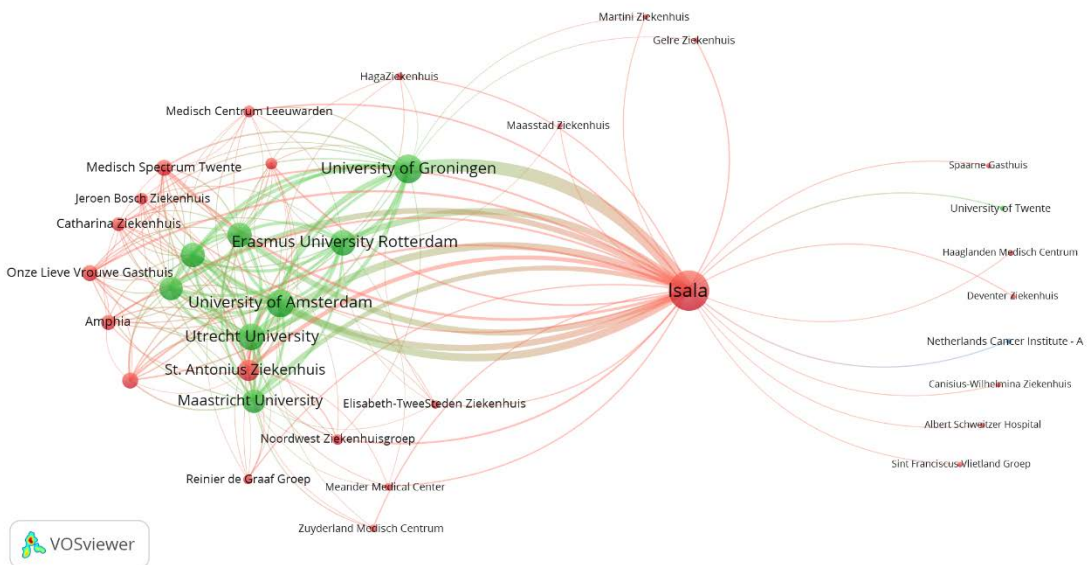 Martini Ziekenhuis
Gelre Ziekenhuis
HagaZiekenhuis
Medisch Centrum Leeuwarden
Maasstad Ziekenhuis
Medisch Spectrum Twente
University of Groningen
Spaarne Gasthuis
Jeroen Bosch Ziekenhuis
University of Twente
Catharina Ziekenhuis
Erasmus University Rotterdam
Haaglanden Medisch Centrum
Onze Lieve Vrouwe Gasthuis
Isala
Deventer Ziekenhuis
University of Amsterdam
Amphia
Utrecht University
Netherlands Cancer Institute - A
St. Antonius Ziekenhuis
Canisius-Wilhelmina Ziekenhuis
Maastricht University
Elisabeth-TweeSteden Ziekenhuis
Albert Schweitzer Hospital
Noordwest Ziekenhuisgroep
Sint Franciscus Vlietland Groep
Reinier de Graaf Groep
Meander Medical Center
Zuyderland Medisch Centrum
VOSviewer